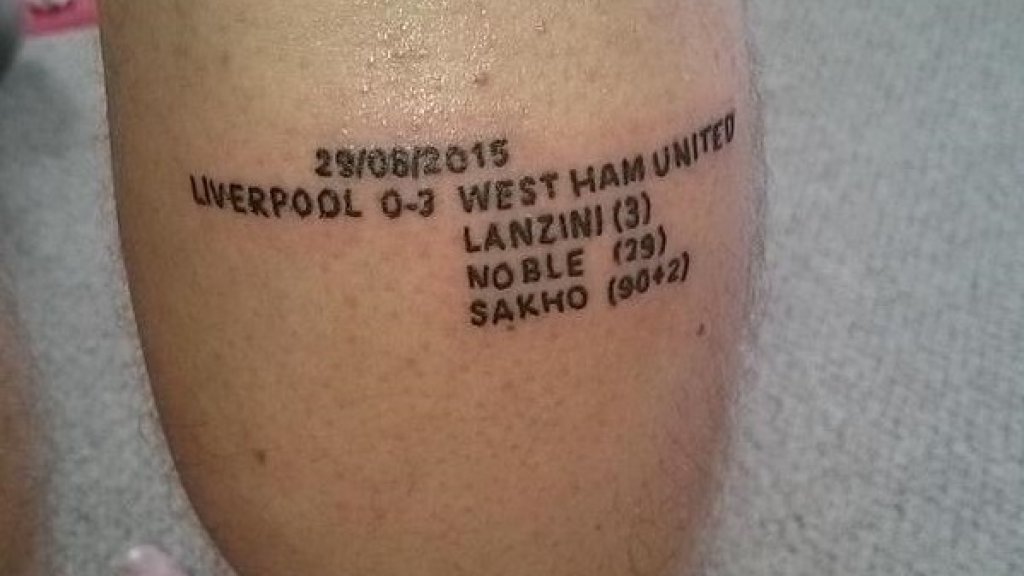 29/08/2015
LIVERPOOL 0-3 WEST HAM UNITED
LANZINI (3)
NOBLE (29)
SAKHO (90+2)